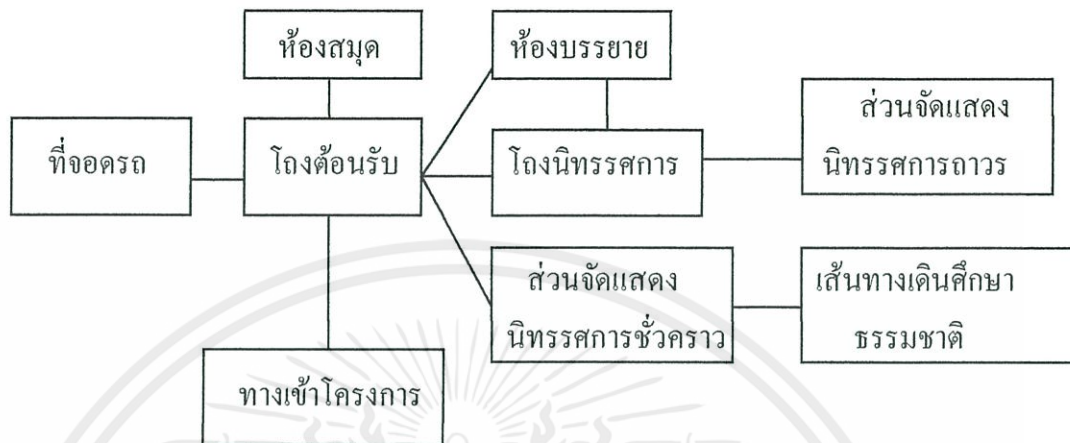 ห้องสมุด
ห้องบรรยาย
ส่วนจัดแสดง
นิทรรศการถาวร
ที่จอดรถ
โถงต้อนรับ
โถงนิทรรศการ
ส่วนจัดแสดง
นิทรรศการชั่วคราว
เส้นทางเดินศึกษา
ธรรมชาติ
ทางเข้าโครงการ